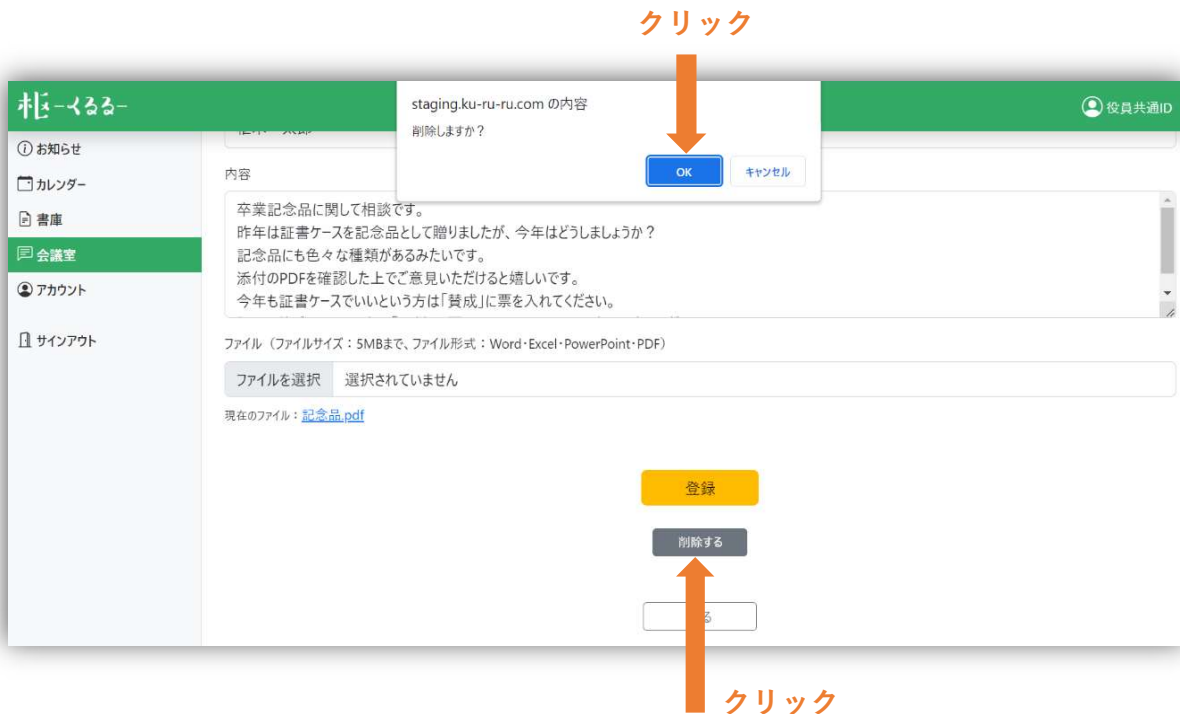 クリック
枢-くるる-
staging.ku-ru-ru.com の内容
削除しますか？
OK
キャンセル
役員共通ID
お知らせ
カレンダー
書庫
会議室
アカウント
サインアウト
内容
卒業記念品に関して相談です。
昨年は証書ケースを記念品として贈りましたが、今年はどうしましょうか？
記念品にも色々な種類があるみたいです。
添付のPDFを確認した上でご意見いただけると嬉しいです。
今年も証書ケースでいいという方は「賛成」に票を入れてください。
ファイル（ファイルサイズ：5MBまで、ファイル形式：Word･Excel･PowerPoint･PDF）
ファイルを選択 選択されていません
現在のファイル：記念品.pdf
登録
削除する
る
クリック